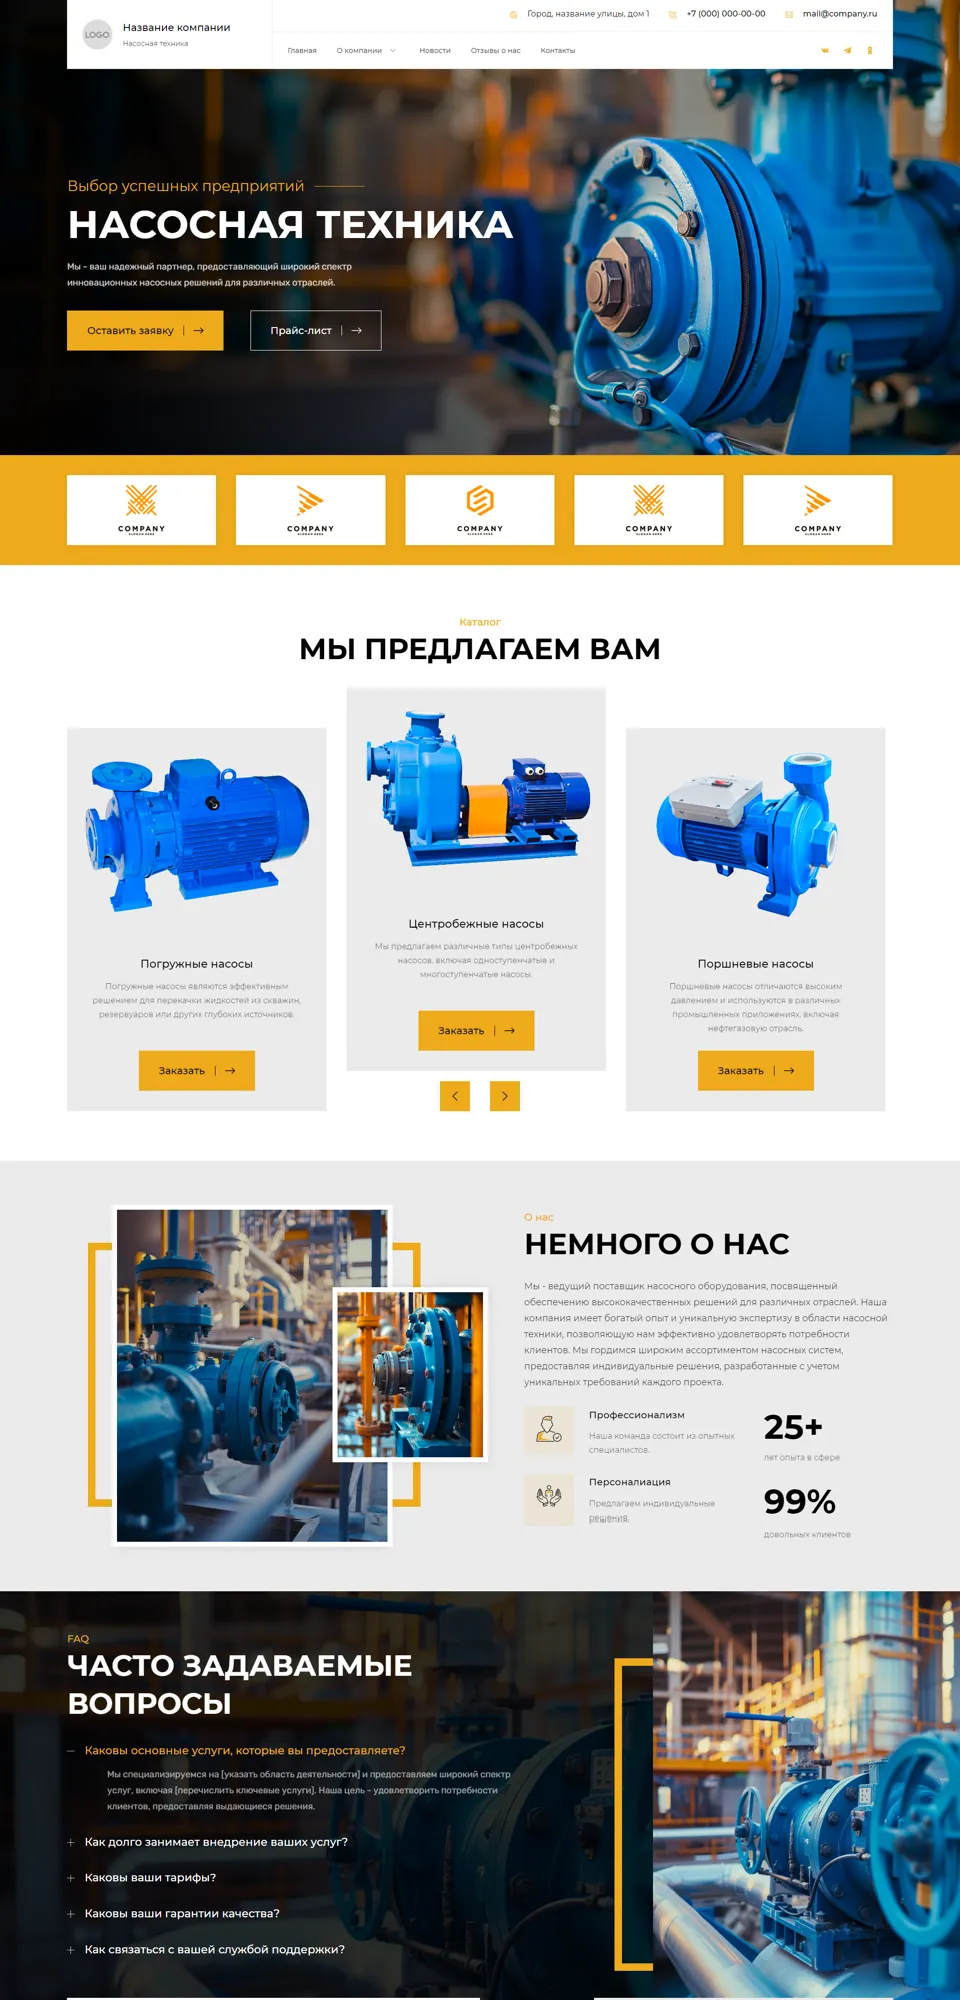 LOGO
Название компании
Насосная техника
Город, название улицы, дом 1
+7 (000) 000-00-00
mail@company.ru
Главная
О компании
Новости
Отзывы о нас
Контакты
Выбор успешных предприятий
НАСОСНАЯ ТЕХНИКА
Мы - ваш надежный партнер, предоставляющий широкий спектр
инновационных насосных решений для различных отраслей.
Оставить заявку
Прайс-лист
COMPANY
SLOGAN HERE
COMPANY
SLOGAN HERE
COMPANY
SLOGAN HERE
COMPANY
SLOGAN HERE
COMPANY
SLOGAN HERE
Каталог
МЫ ПРЕДЛАГАЕМ ВАМ
Погружные насосы
Погружные насосы являются эффективным
решением для перекачки жидкостей из скважин,
резервуаров или других глубоких источников.
Заказать
Центробежные насосы
Мы предлагаем различные типы центробежных
насосов, включая одноступенчатые и
многоступенчатые насосы.
Заказать
Поршневые насосы
Поршневые насосы отличаются высоким
давлением и используются в различных
промышленных приложениях, включая
нефтегазовую отрасль.
Заказать
О нас
НЕМНОГО О НАС
Мы - ведущий поставщик насосного оборудования, посвященный
обеспечению высококачественных решений для различных отраслей. Наша
компания имеет богатый опыт и уникальную экспертизу в области насосной
техники, позволяющую нам эффективно удовлетворять потребности
клиентов. Мы гордимся широким ассортиментом насосных систем,
предоставляя индивидуальные решения, разработанные с учетом
уникальных требований каждого проекта.
Профессионализм
Наша команда состоит из опытных
специалистов.
25+
лет опыта в сфере
Персоналиация
Предлагаем индивидуальные
решения.
99%
довольных клиентов
FAQ
ЧАСТО ЗАДАВАЕМЫЕ
ВОПРОСЫ
Каковы основные услуги, которые вы предоставляете?
Мы специализируемся на [указать область деятельности] и предоставляем широкий спектр
услуг, включая [перечислить ключевые услуги]. Наша цель - удовлетворить потребности
клиентов, предоставляя выдающиеся решения.
Как долго занимает внедрение ваших услуг?
Каковы ваши тарифы?
Каковы ваши гарантии качества?
Как связаться с вашей службой поддержки?